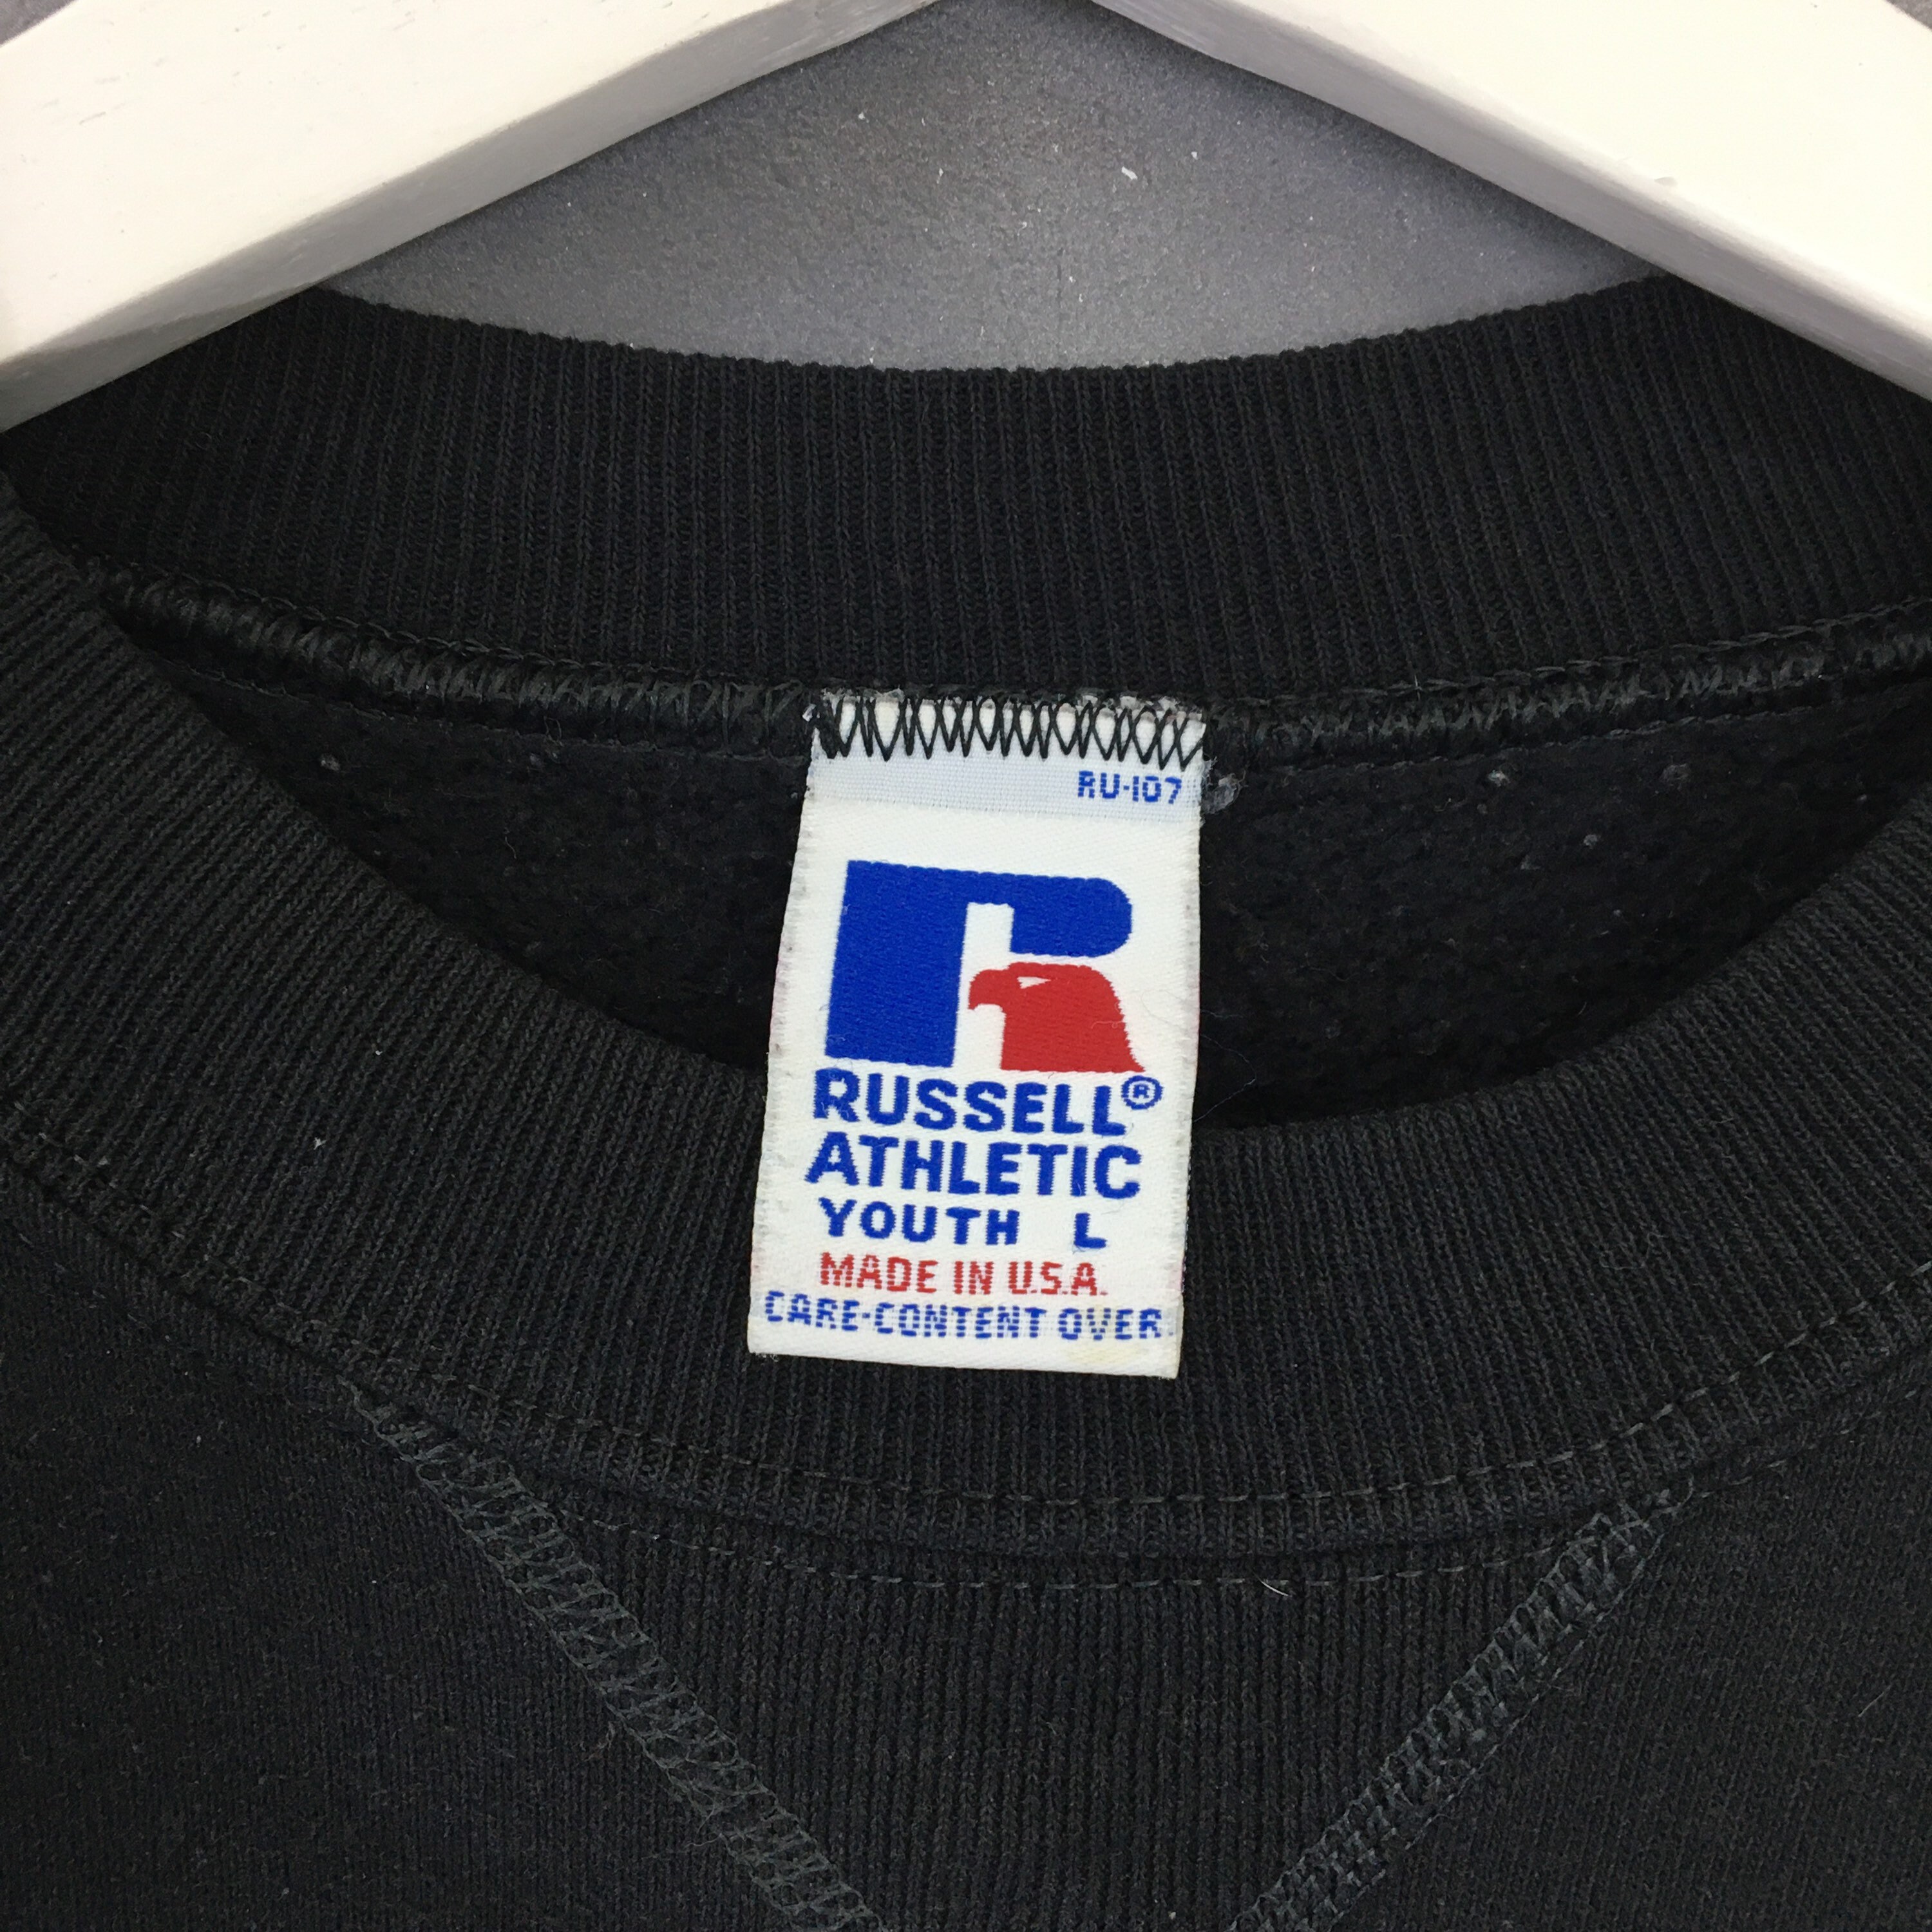 RU-107
RUSSELL®
ATHLETIC
YOUTH L
MADE IN U.S.A.
CARE-CONTENT OVER